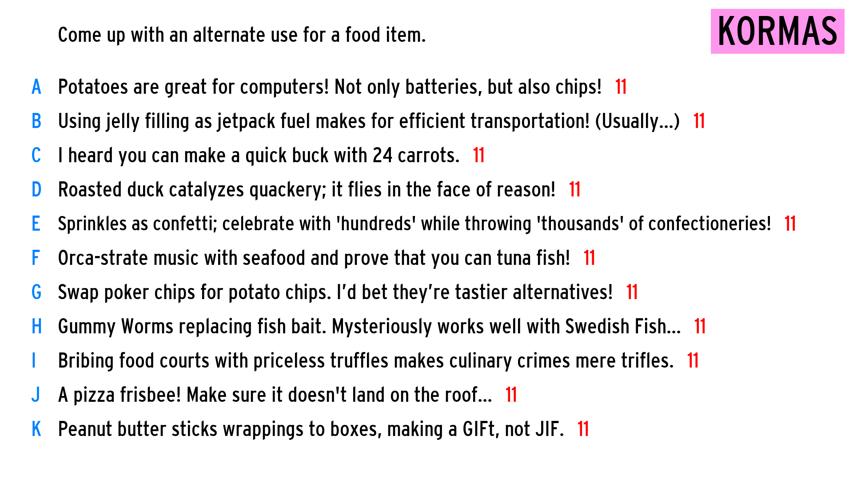 Come up with an alternate use for a food item.
KORMAS
A Potatoes are great for computers! Not only batteries, but also chips! 11
B Using jelly filling as jetpack fuel makes for efficient transportation! (Usually...) 11
C I heard you can make a quick buck with 24 carrots. 11
D Roasted duck catalyzes quackery; it flies in the face of reason! 11
E Sprinkles as confetti; celebrate with 'hundreds' while throwing 'thousands' of confectioneries! 11
F Orca-strate music with seafood and prove that you can tuna fish! 11
G Swap poker chips for potato chips. I’d bet they’re tastier alternatives! 11
H Gummy Worms replacing fish bait. Mysteriously works well with Swedish Fish... 11
I Bribing food courts with priceless truffles makes culinary crimes mere trifles. 11
J A pizza frisbee! Make sure it doesn't land on the roof... 11
K Peanut butter sticks wrappings to boxes, making a GIFt, not JIF. 11